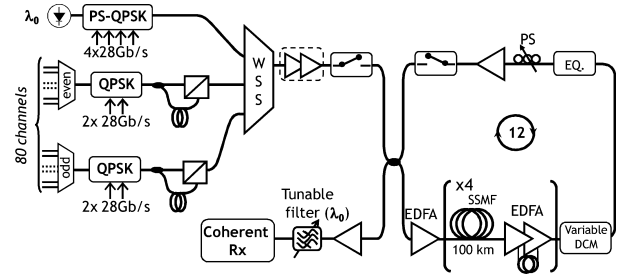 λ0
PS-QPSK
4x28Gb/s
80 channels
even
QPSK
2x 28Gb/s
odd
QPSK
2x 28Gb/s
W
S
S
PS
EQ.
12
Tunable
filter (λ0)
Coherent
Rx
EDFA
x4
SSMF
100 km
EDFA
Variable
DCM